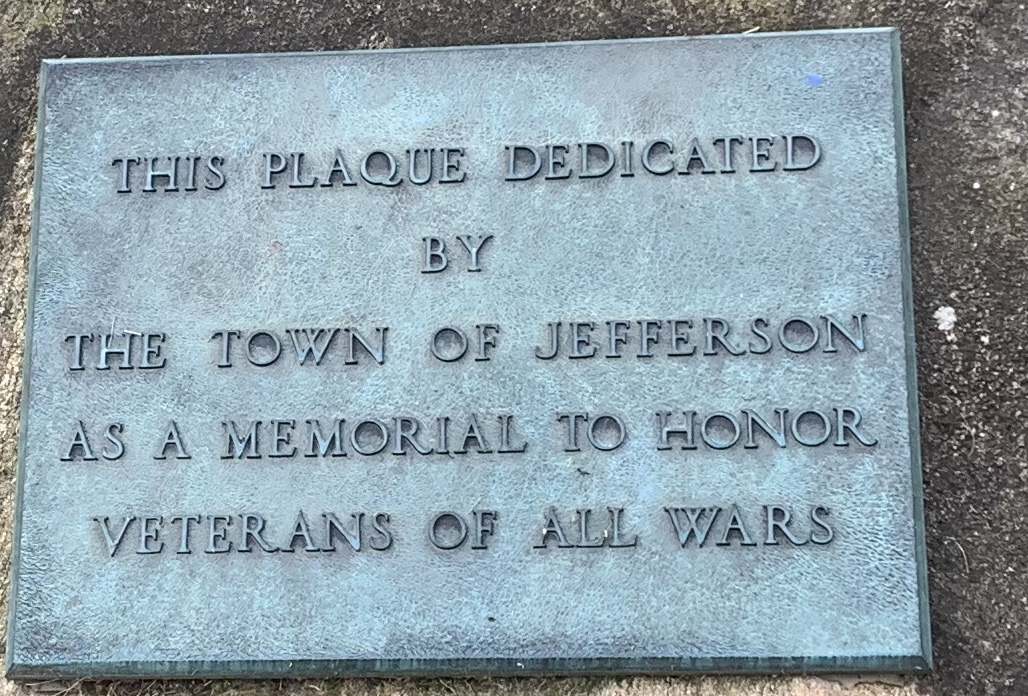 THIS PLAQUE DEDICATED
BY
THE TOWN OF JEFFERSON
AS A MEMORIAL TO HONOR
VETERANS OF ALL WARS